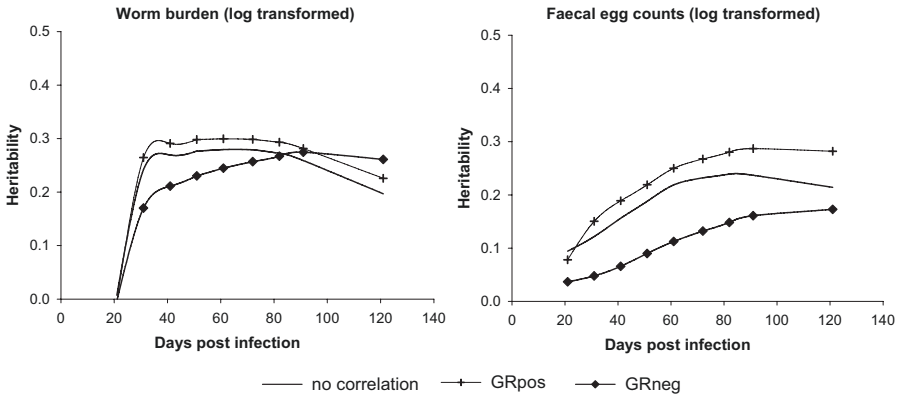 Worm burden (log transformed)
Faecal egg counts (log transformed)
0.5
0.4
0.3
0.2
0.1
0.0
Heritability
0 20 40 60 80 100 120 140
Days post infection
0.5
0.4
0.3
0.2
0.1
0.0
Heritability
0 20 40 60 80 100 120 140
Days post infection
no correlation GRpos GRneg